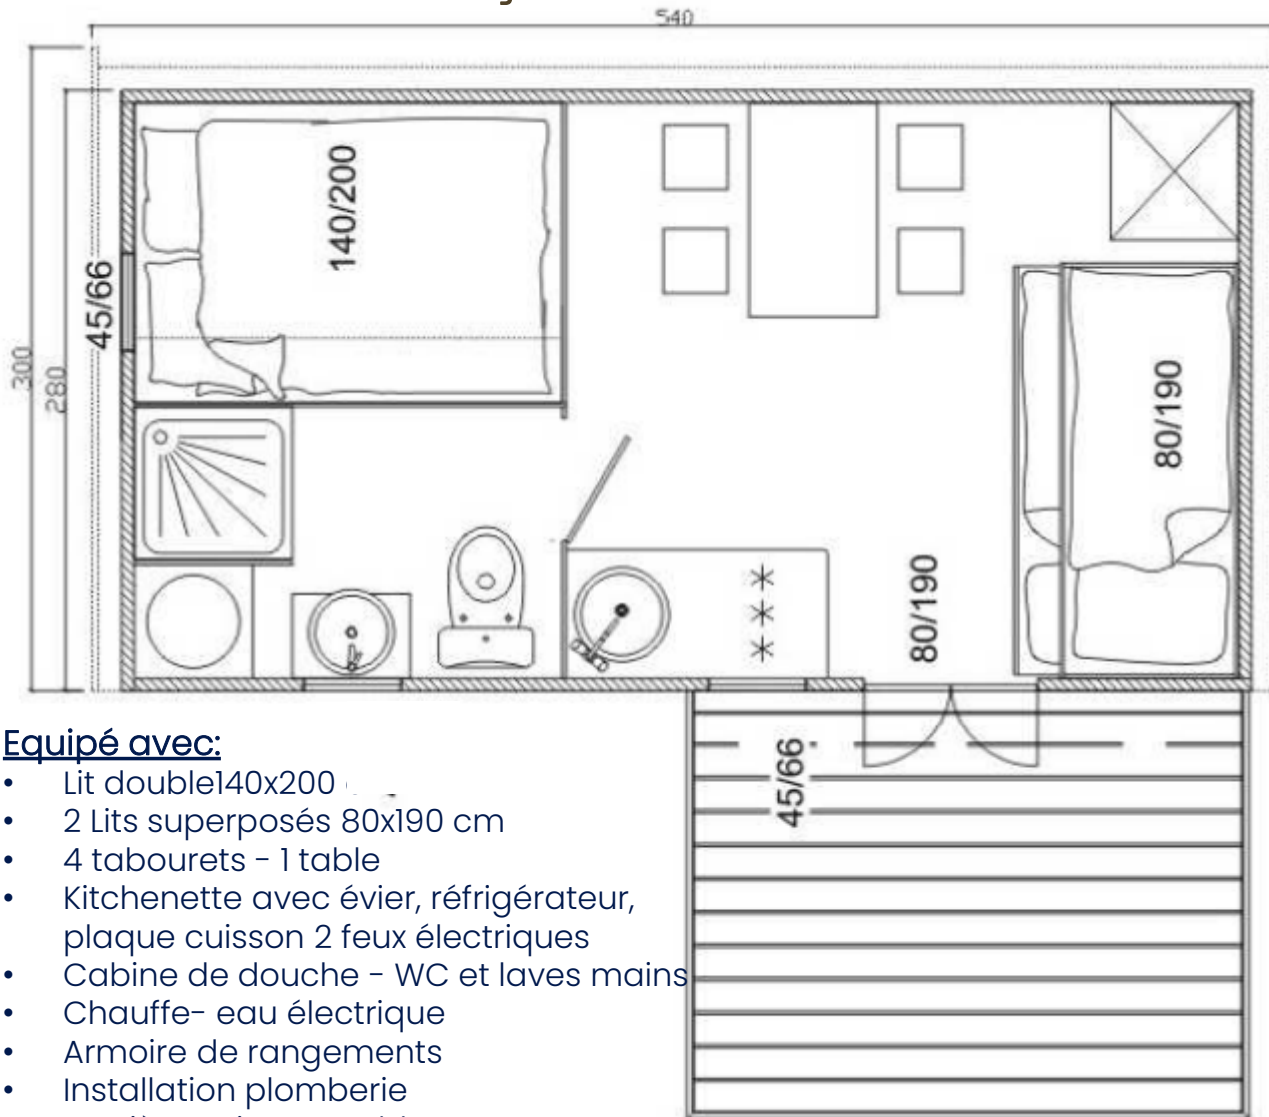 540
140/200
45/66
300
280
80/190
80/190
45/66
Equipé avec:
• Lit double140x200
• 2 Lits superposés 80x190 cm
• 4 tabourets - 1 table
• Kitchenette avec évier, réfrigérateur,
plaque cuisson 2 feux électriques
• Cabine de douche - WC et laves mains
• Chauffe- eau électrique
• Armoire de rangements
• Installation plomberie